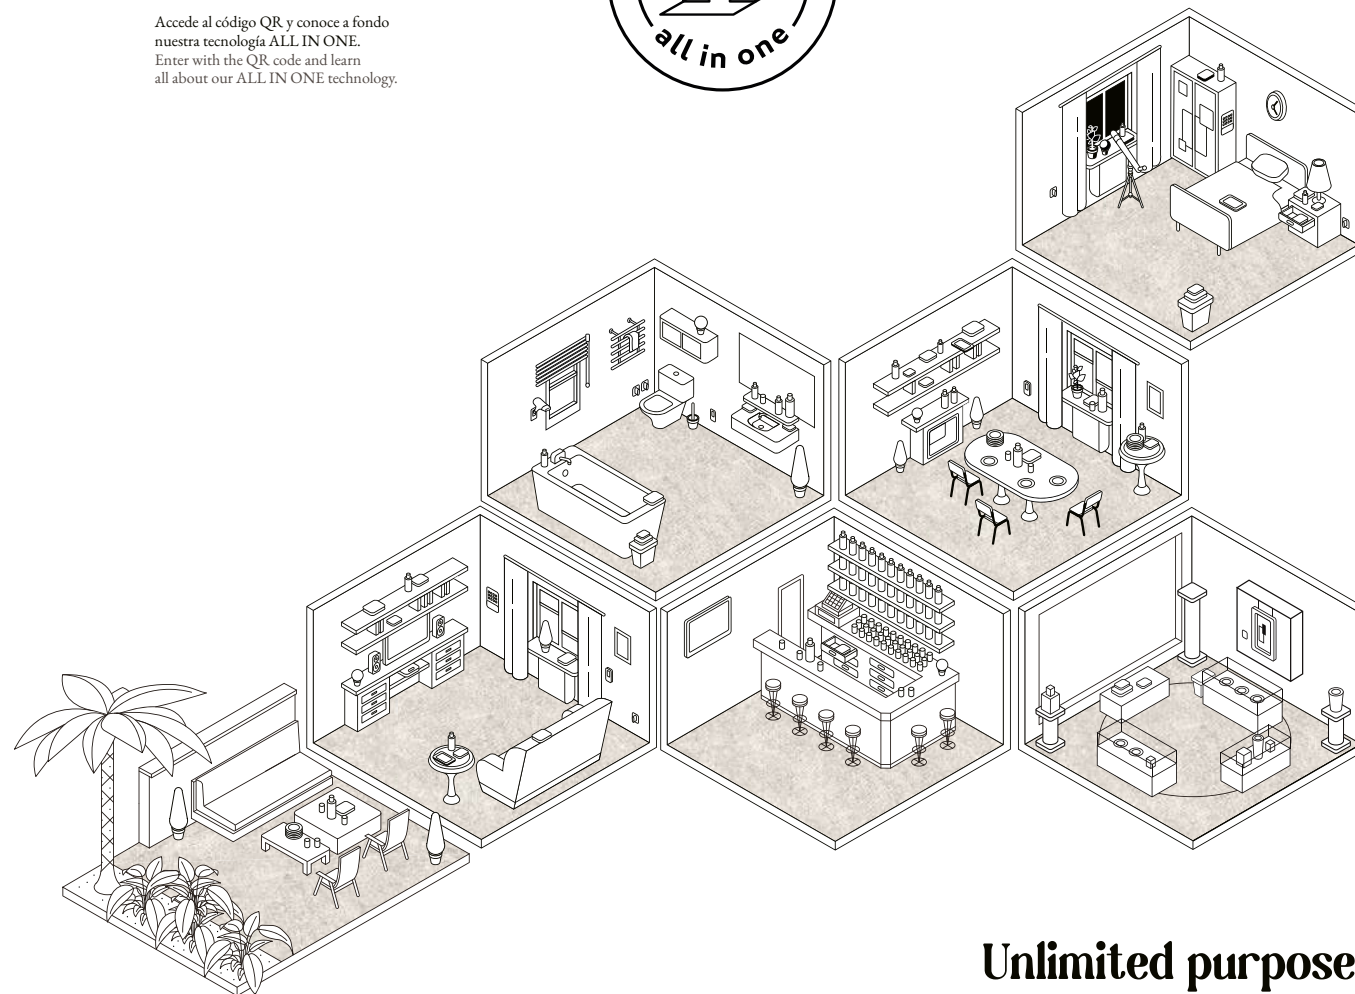 Accede al código QR y conoce a fondo
nuestra tecnología ALL IN ONE.
Enter with the QR code and learn
all about our ALL IN ONE technology.
all in one
Unlimited purpose